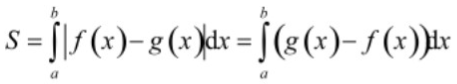 S = ∫_a^b |f(x)−g(x)|dx = ∫_a^b (g(x)−f(x))dx